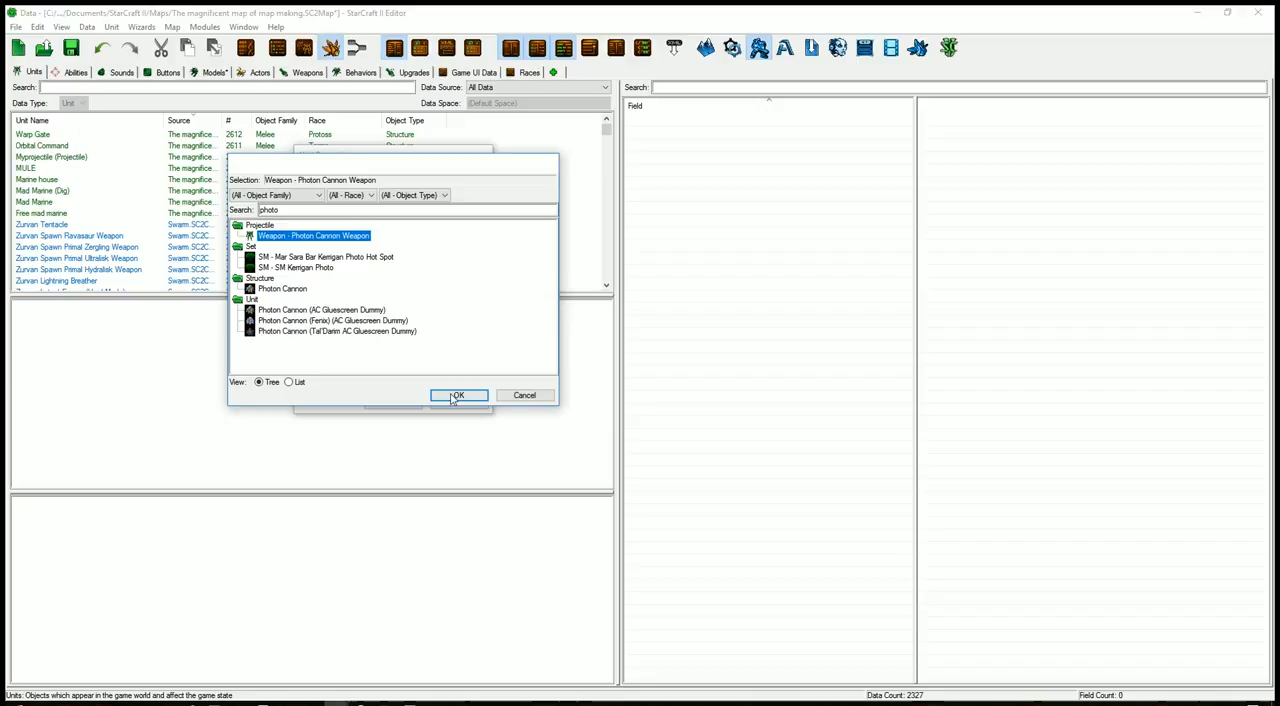 Data - [C:/.../Documents/StarCraft II/Maps/The magnificent map of map making.SC2Map*] - StarCraft II Editor
File Edit View Data Unit Wizards Map Modules Window Help
Units Abilities Sounds Buttons Models* Actors Weapons Behaviors Upgrades Game UI Data Races
Search: Data Source: All Data Search:
Data Type: Unit Data Space: (Default Space) Field
Unit Name Source # Object Family Race Object Type
Warp Gate The magnifice... 2612 Melee Protoss Structure
Orbital Command The magnifice... 2611 Melee Structure
Myprojectile (Projectile) The magnifice...
MULE The magnifice...
Marine house The magnifice...
Mad Marine (Dig) The magnifice...
Mad Marine The magnifice...
Free mad marine The magnifice...
Zurvan Tentacle Swarm.SC2C...
Zurvan Spawn Ravasaur Weapon Swarm.SC2C...
Zurvan Spawn Primal Zergling Weapon Swarm.SC2C...
Zurvan Spawn Primal Ultralisk Weapon Swarm.SC2C...
Zurvan Spawn Primal Hydralisk Weapon Swarm.SC2C...
Zurvan Lightning Breather Swarm.SC2C...
Selection: Weapon - Photon Cannon Weapon
(All - Object Family) (All - Race) (All - Object Type)
Search: photo
Projectile
Weapon - Photon Cannon Weapon
Set
SM - Mar Sara Bar Kerrigan Photo Hot Spot
SM - SM Kerrigan Photo
Structure
Photon Cannon
Unit
Photon Cannon (AC Gluescreen Dummy)
Photon Cannon (Fenix) (AC Gluescreen Dummy)
Photon Cannon (Tal'Darim AC Gluescreen Dummy)
View: Tree List
OK Cancel
Units: Objects which appear in the game world and affect the game state Data Count: 2327 Field Count: 0